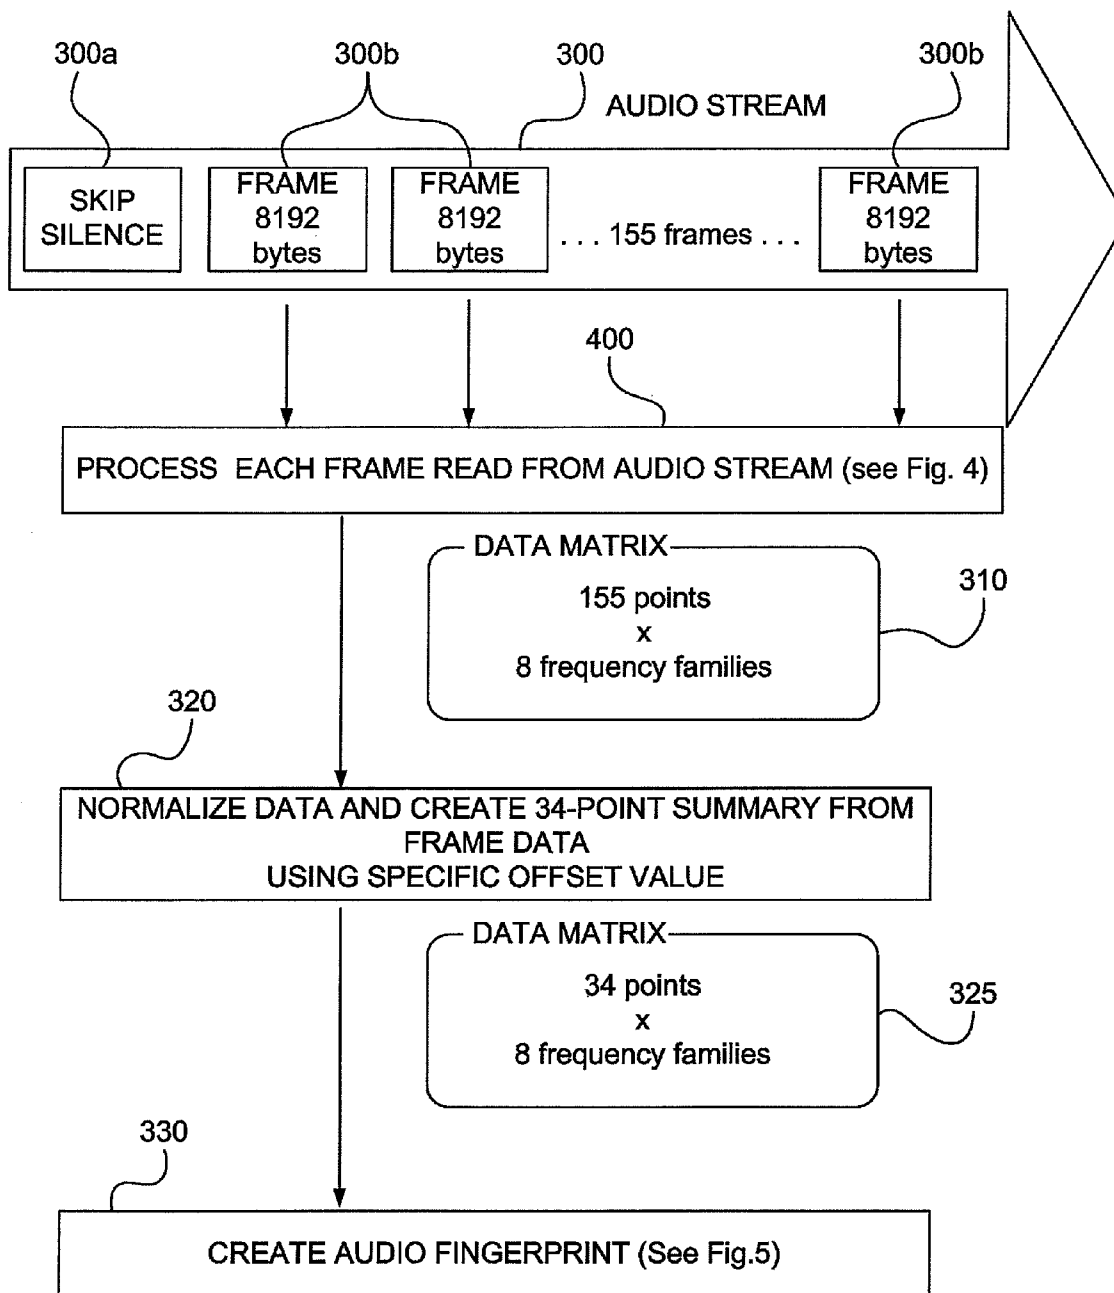 300a
300b
300
300b
AUDIO STREAM
SKIP
SILENCE
FRAME
8192
bytes
FRAME
8192
bytes
. . . 155 frames . . .
FRAME
8192
bytes
400
PROCESS EACH FRAME READ FROM AUDIO STREAM (see Fig. 4)
DATA MATRIX
155 points
x
8 frequency families
310
320
NORMALIZE DATA AND CREATE 34-POINT SUMMARY FROM
FRAME DATA
USING SPECIFIC OFFSET VALUE
DATA MATRIX
34 points
x
8 frequency families
325
330
CREATE AUDIO FINGERPRINT (See Fig.5)